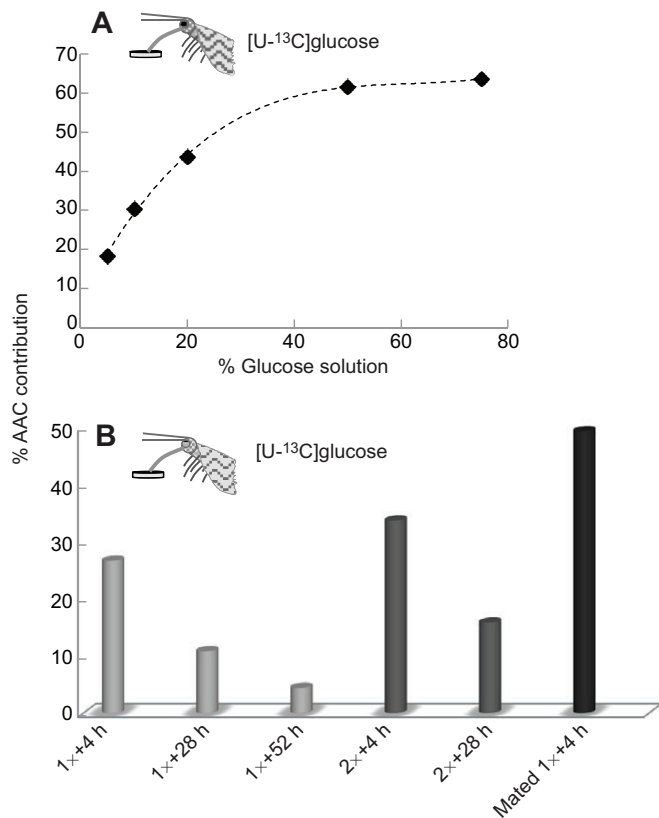 A
[U-13C]glucose
70
60
50
40
30
20
10
0
0
20
40
60
80
% Glucose solution
% AAC contribution
B
[U-13C]glucose
50
40
30
20
10
0
1×+4 h
1×+28 h
1×+52 h
2×+4 h
2×+28 h
Mated 1×+4 h